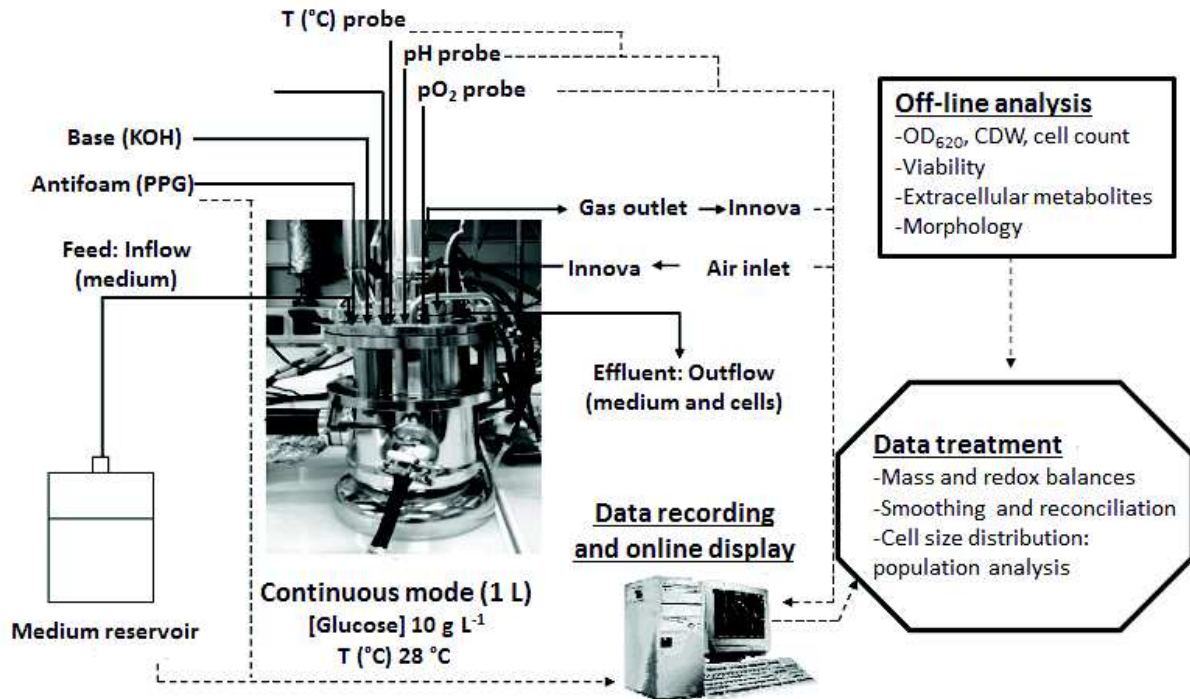 T (°C) probe
pH probe
pO₂ probe
Base (KOH)
Antifoam (PPG)
Feed: Inflow
(medium)
Gas outlet
Innova
Innova
Air inlet
Effluent: Outflow
(medium and cells)
Medium reservoir
Continuous mode (1 L)
[Glucose] 10 g L⁻¹
T (°C) 28 °C
Data recording
and online display
Off-line analysis
-OD₆₂₀, CDW, cell count
-Viability
-Extracellular metabolites
-Morphology
Data treatment
-Mass and redox balances
-Smoothing and reconciliation
-Cell size distribution:
population analysis